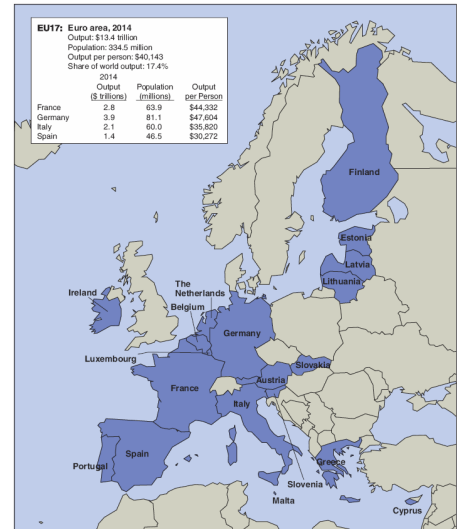 EU17: Euro area, 2014
Output: $13.4 trillion
Population: 334.5 million
Output per person: $40,143
Share of world output: 17.4%
2014
Output Population Output
($ trillions) (millions) per Person
France 2.8 63.9 $44,332
Germany 3.9 81.1 $47,604
Italy 2.1 60.0 $35,820
Spain 1.4 46.5 $30,272
Finland
Estonia
Latvia
Lithuania
Ireland
The
Netherlands
Belgium
Germany
Luxembourg
Slovakia
Austria
France
Italy
Spain
Portugal
Greece
Slovenia
Malta
Cyprus